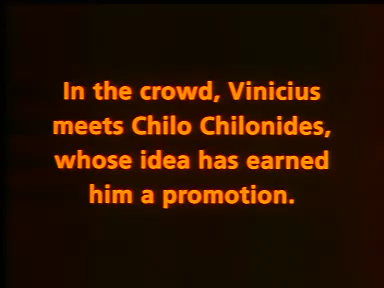 In the crowd, Vinicius
meets Chilo Chilonides,
whose idea has earned
him a promotion.